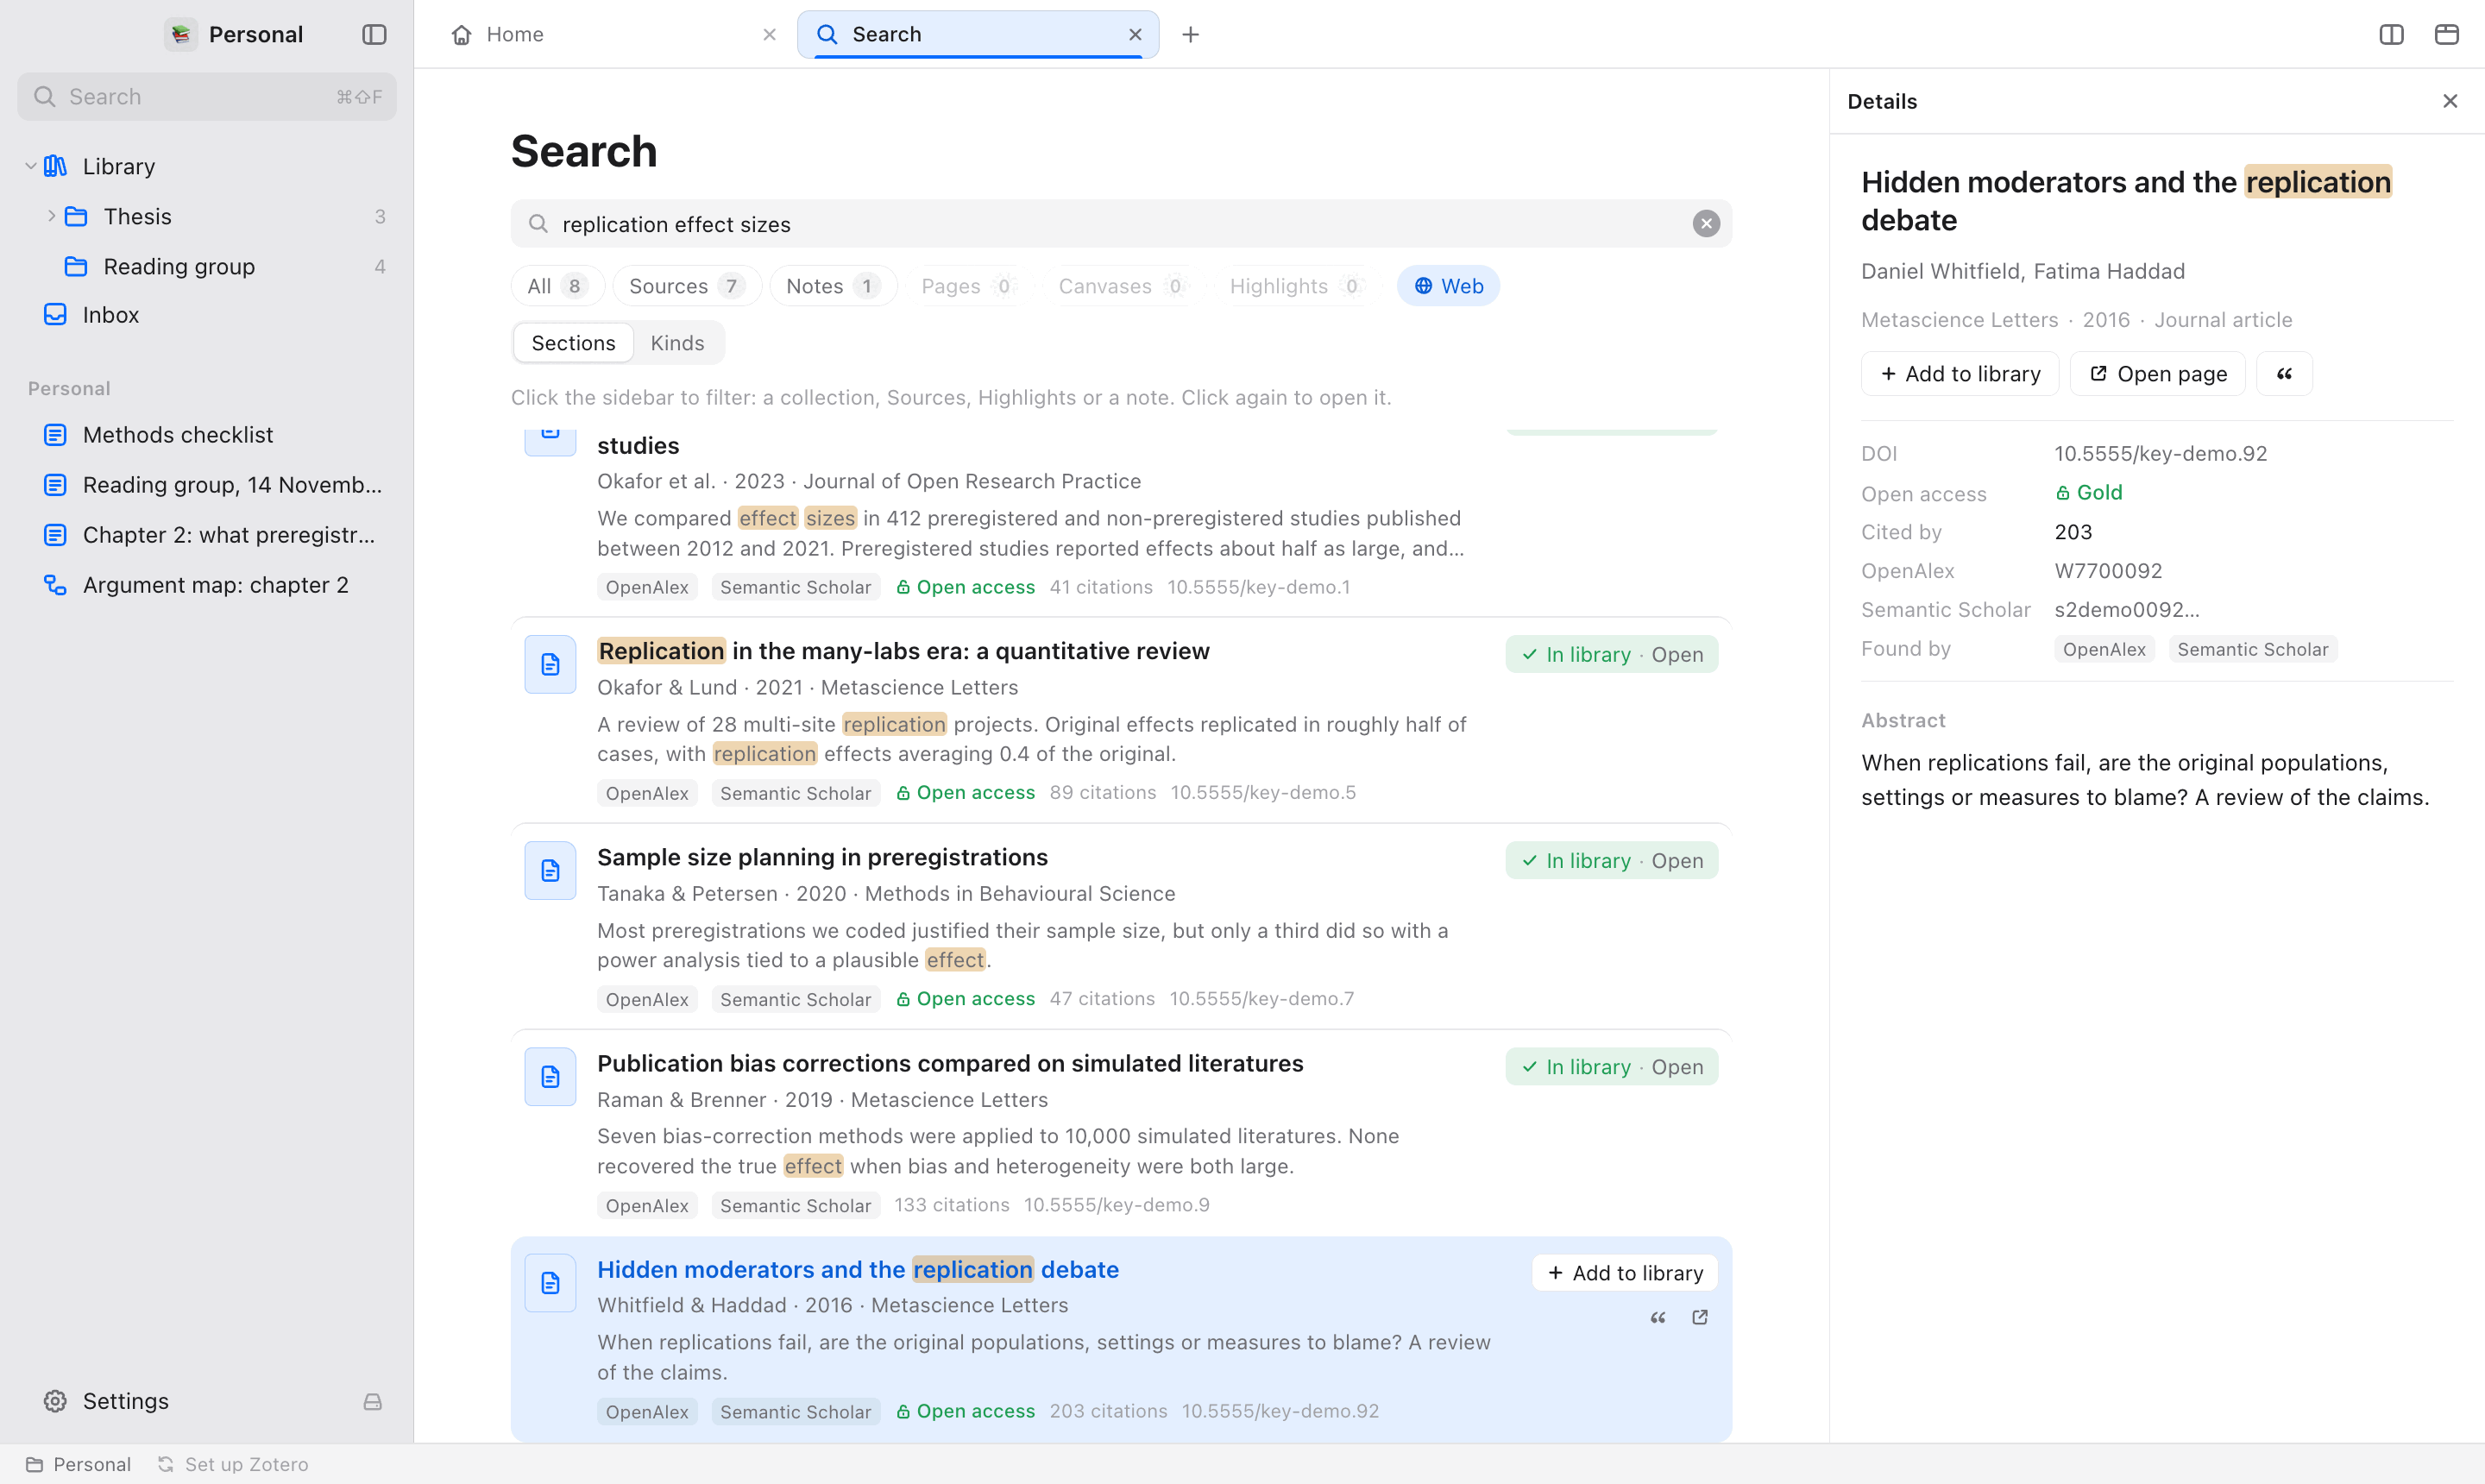 Personal
Search ⌘⇧F
Library
Thesis 3
Reading group 4
Inbox
Personal
Methods checklist
Reading group, 14 Novemb...
Chapter 2: what preregistr...
Argument map: chapter 2
Settings
Personal Set up Zotero
Home
Search
Search
replication effect sizes
All 8 Sources 7 Notes 1 Pages 0 Canvases 0 Highlights 0 Web
Sections Kinds
Click the sidebar to filter: a collection, Sources, Highlights or a note. Click again to open it.
studies
Okafor et al. · 2023 · Journal of Open Research Practice
We compared effect sizes in 412 preregistered and non-preregistered studies published
between 2012 and 2021. Preregistered studies reported effects about half as large, and...
OpenAlex Semantic Scholar Open access 41 citations 10.5555/key-demo.1
Replication in the many-labs era: a quantitative review
In library · Open
Okafor & Lund · 2021 · Metascience Letters
A review of 28 multi-site replication projects. Original effects replicated in roughly half of
cases, with replication effects averaging 0.4 of the original.
OpenAlex Semantic Scholar Open access 89 citations 10.5555/key-demo.5
Sample size planning in preregistrations
In library · Open
Tanaka & Petersen · 2020 · Methods in Behavioural Science
Most preregistrations we coded justified their sample size, but only a third did so with a
power analysis tied to a plausible effect.
OpenAlex Semantic Scholar Open access 47 citations 10.5555/key-demo.7
Publication bias corrections compared on simulated literatures
In library · Open
Raman & Brenner · 2019 · Metascience Letters
Seven bias-correction methods were applied to 10,000 simulated literatures. None
recovered the true effect when bias and heterogeneity were both large.
OpenAlex Semantic Scholar 133 citations 10.5555/key-demo.9
Hidden moderators and the replication debate
+ Add to library
Whitfield & Haddad · 2016 · Metascience Letters
When replications fail, are the original populations, settings or measures to blame? A review
of the claims.
OpenAlex Semantic Scholar Open access 203 citations 10.5555/key-demo.92
Details
Hidden moderators and the replication
debate
Daniel Whitfield, Fatima Haddad
Metascience Letters · 2016 · Journal article
+ Add to library Open page “
DOI 10.5555/key-demo.92
Open access Gold
Cited by 203
OpenAlex W7700092
Semantic Scholar s2demo0092...
Found by OpenAlex Semantic Scholar
Abstract
When replications fail, are the original populations,
settings or measures to blame? A review of the claims.